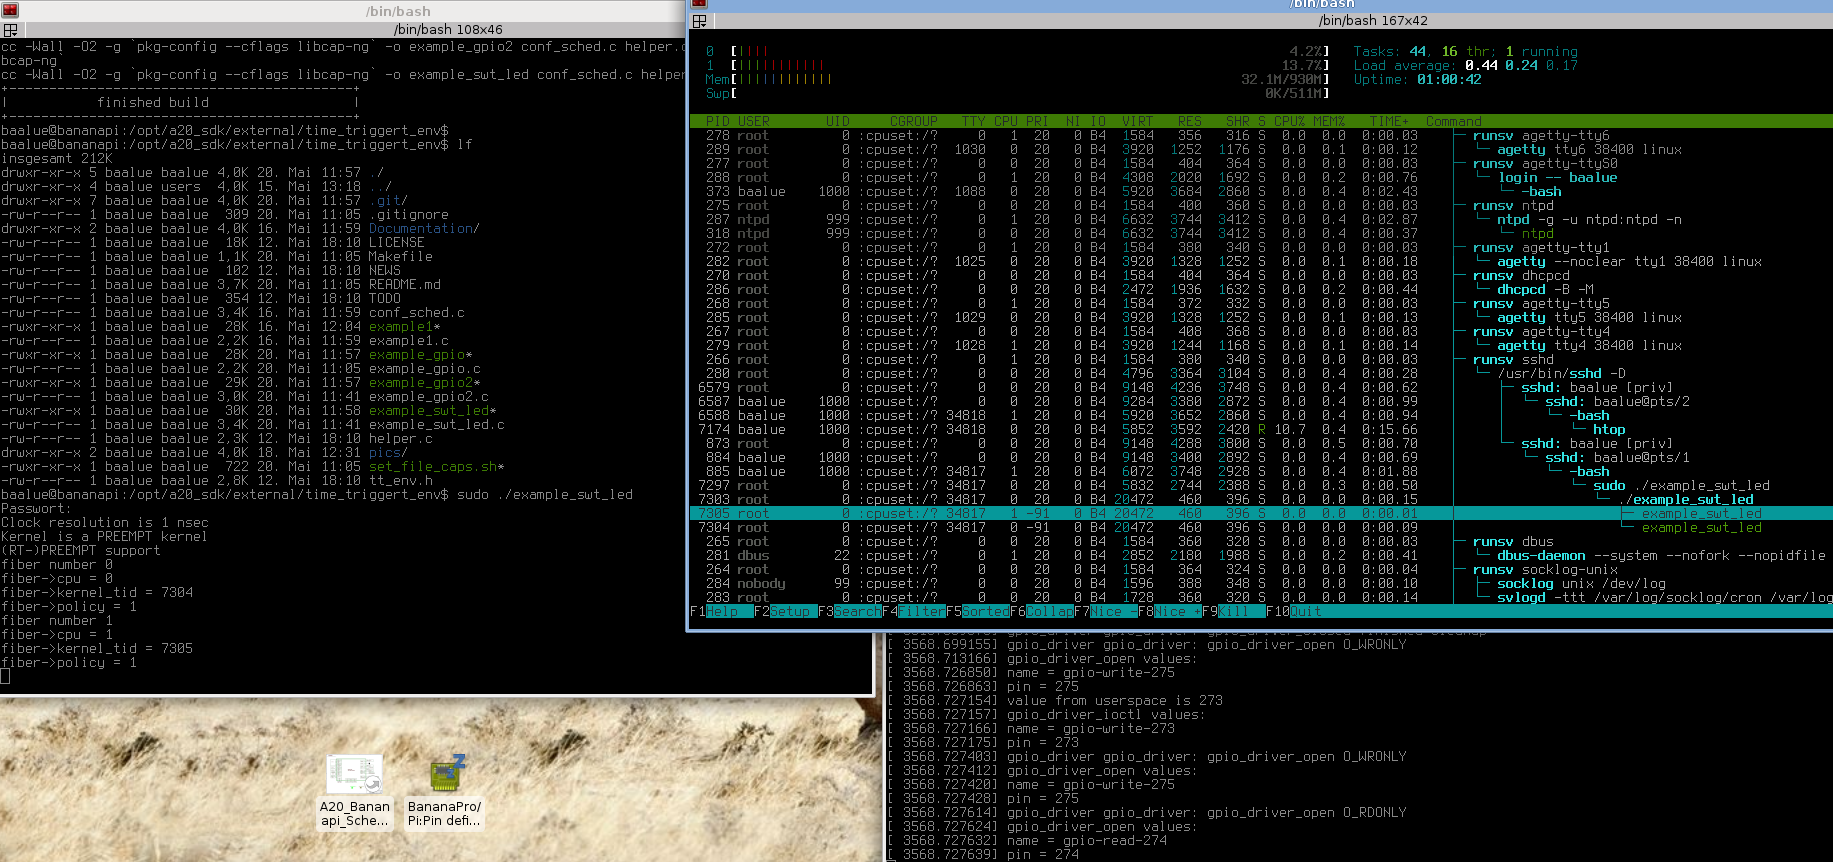 /bin/bash
/bin/bash 108x46
cc -Wall -O2 -g `pkg-config --cflags libcap-ng` -o example_gpio2 conf_sched.c helper.c
bcap-ng`
cc -Wall -O2 -g `pkg-config --cflags libcap-ng` -o example_swt_led conf_sched.c helper
+-------------------------------------------+
|           finished build                  |
+-------------------------------------------+
baalue@bananapi:/opt/a20_sdk/external/time_triggert_env$
baalue@bananapi:/opt/a20_sdk/external/time_triggert_env$ lf
insgesamt 212K
drwxr-xr-x 5 baalue baalue 4,0K 20. Mai 11:57 ./
drwxr-xr-x 4 baalue users  4,0K 15. Mai 13:18 ../
drwxr-xr-x 7 baalue baalue 4,0K 20. Mai 11:57 .git/
-rw-r--r-- 1 baalue baalue  309 20. Mai 11:05 .gitignore
drwxr-xr-x 2 baalue baalue 4,0K 16. Mai 11:59 Documentation/
-rw-r--r-- 1 baalue baalue  18K 12. Mai 18:10 LICENSE
-rw-r--r-- 1 baalue baalue 1,1K 20. Mai 11:05 Makefile
-rw-r--r-- 1 baalue baalue  102 12. Mai 18:10 NEWS
-rw-r--r-- 1 baalue baalue 3,7K 20. Mai 11:05 README.md
-rw-r--r-- 1 baalue baalue  354 12. Mai 18:10 TODO
-rw-r--r-- 1 baalue baalue 3,4K 16. Mai 11:59 conf_sched.c
-rwxr-xr-x 1 baalue baalue  28K 16. Mai 12:04 example1*
-rw-r--r-- 1 baalue baalue 2,2K 16. Mai 11:59 example1.c
-rwxr-xr-x 1 baalue baalue  28K 20. Mai 11:57 example_gpio*
-rw-r--r-- 1 baalue baalue 2,2K 20. Mai 11:05 example_gpio.c
-rwxr-xr-x 1 baalue baalue  29K 20. Mai 11:57 example_gpio2*
-rw-r--r-- 1 baalue baalue 3,0K 20. Mai 11:41 example_gpio2.c
-rwxr-xr-x 1 baalue baalue  30K 20. Mai 11:58 example_swt_led*
-rw-r--r-- 1 baalue baalue 3,4K 20. Mai 11:41 example_swt_led.c
-rw-r--r-- 1 baalue baalue 2,3K 12. Mai 18:10 helper.c
drwxr-xr-x 2 baalue baalue 4,0K 18. Mai 12:31 pics/
-rwxr-xr-x 1 baalue baalue  722 20. Mai 11:05 set_file_caps.sh*
-rw-r--r-- 1 baalue baalue 2,8K 12. Mai 18:10 tt_env.h
baalue@bananapi:/opt/a20_sdk/external/time_triggert_env$ sudo ./example_swt_led
Passwort:
Clock resolution is 1 nsec
Kernel is a PREEMPT kernel
(RT-)PREEMPT support
fiber number 0
fiber->cpu = 0
fiber->kernel_tid = 7304
fiber->policy = 1
fiber number 1
fiber->cpu = 1
fiber->kernel_tid = 7305
fiber->policy = 1
/bin/bash
/bin/bash 167x42
0 [|||| 4.2%] Tasks: 44, 16 thr; 1 running
1 [||||||||||| 13.7%] Load average: 0.44 0.24 0.17
Mem[|||||||||||| 32.1M/930M] Uptime: 01:00:42
Swp[ 0K/511M]
PID USER UID CGROUP TTY CPU PRI NI IO VIRT RES SHR S CPU% MEM% TIME+ Command
278 root 0 :cpuset:/? 0 1 20 0 B4 1584 356 316 S 0.0 0.0 0:00.03 runsv agetty-tty6
289 root 0 :cpuset:/? 1030 0 20 0 B4 3920 1252 1176 S 0.0 0.1 0:00.12 agetty tty6 38400 linux
277 root 0 :cpuset:/? 0 0 20 0 B4 1584 404 364 S 0.0 0.0 0:00.03 runsv agetty-ttyS0
288 root 0 :cpuset:/? 0 1 20 0 B4 4308 2020 1692 S 0.0 0.2 0:00.76 login -- baalue
373 baalue 1000 :cpuset:/? 1088 0 20 0 B4 5920 3684 2860 S 0.0 0.4 0:02.43 -bash
275 root 0 :cpuset:/? 0 0 20 0 B4 1584 400 360 S 0.0 0.0 0:00.03 runsv ntpd
287 ntpd 999 :cpuset:/? 0 1 20 0 B4 6632 3744 3412 S 0.0 0.4 0:02.87 ntpd -g -u ntpd:ntpd -n
318 ntpd 999 :cpuset:/? 0 0 20 0 B4 6632 3744 3412 S 0.0 0.4 0:00.37 ntpd
272 root 0 :cpuset:/? 0 1 20 0 B4 1584 380 340 S 0.0 0.0 0:00.03 runsv agetty-tty1
282 root 0 :cpuset:/? 1025 0 20 0 B4 3920 1328 1252 S 0.0 0.1 0:00.18 agetty --noclear tty1 38400 linux
270 root 0 :cpuset:/? 0 0 20 0 B4 1584 404 364 S 0.0 0.0 0:00.03 runsv dhcpcd
286 root 0 :cpuset:/? 0 0 20 0 B4 2472 1936 1632 S 0.0 0.2 0:00.44 dhcpcd -B -M
268 root 0 :cpuset:/? 0 1 20 0 B4 1584 372 332 S 0.0 0.0 0:00.03 runsv agetty-tty5
285 root 0 :cpuset:/? 1029 0 20 0 B4 3920 1328 1252 S 0.0 0.1 0:00.13 agetty tty5 38400 linux
267 root 0 :cpuset:/? 0 1 20 0 B4 1584 408 368 S 0.0 0.0 0:00.03 runsv agetty-tty4
279 root 0 :cpuset:/? 1028 0 20 0 B4 3920 1244 1168 S 0.0 0.1 0:00.14 agetty tty4 38400 linux
266 root 0 :cpuset:/? 0 1 20 0 B4 1584 380 340 S 0.0 0.0 0:00.03 runsv sshd
280 root 0 :cpuset:/? 0 0 20 0 B4 4796 3364 3104 S 0.0 0.4 0:00.28 /usr/bin/sshd -D
6579 root 0 :cpuset:/? 0 0 20 0 B4 9148 4236 3748 S 0.0 0.4 0:00.62 sshd: baalue [priv]
6587 baalue 1000 :cpuset:/? 0 0 20 0 B4 9284 3380 2872 S 0.0 0.4 0:00.99 sshd: baalue@pts/2
6588 baalue 1000 :cpuset:/? 34818 1 20 0 B4 5920 3652 2860 S 0.0 0.4 0:00.94 -bash
7174 baalue 1000 :cpuset:/? 34818 0 20 0 B4 5852 3592 2420 R 10.7 0.4 0:15.66 htop
873 root 0 :cpuset:/? 0 0 20 0 B4 9148 4288 3800 S 0.0 0.5 0:00.70 sshd: baalue [priv]
884 baalue 1000 :cpuset:/? 0 0 20 0 B4 9148 3400 2892 S 0.0 0.4 0:00.69 sshd: baalue@pts/1
885 baalue 1000 :cpuset:/? 34817 1 20 0 B4 6072 3748 2928 S 0.0 0.4 0:01.88 -bash
7297 root 0 :cpuset:/? 34817 0 20 0 B4 5832 2744 2388 S 0.0 0.3 0:00.50 sudo ./example_swt_led
7303 root 0 :cpuset:/? 34817 0 20 0 B4 20472 460 396 S 0.0 0.0 0:00.15 ./example_swt_led
7305 root 0 :cpuset:/? 34817 1 -91 0 B4 20472 460 396 S 0.0 0.0 0:00.01 example_swt_led
7304 root 0 :cpuset:/? 34817 0 -91 0 B4 20472 460 396 S 0.0 0.0 0:00.09 example_swt_led
265 root 0 :cpuset:/? 0 0 20 0 B4 1584 360 320 S 0.0 0.0 0:00.03 runsv dbus
281 dbus 22 :cpuset:/? 0 1 20 0 B4 2852 2180 1988 S 0.0 0.2 0:00.41 dbus-daemon --system --nofork --nopidfile
264 root 0 :cpuset:/? 0 0 20 0 B4 1584 364 324 S 0.0 0.0 0:00.04 runsv socklog-unix
284 nobody 99 :cpuset:/? 0 0 20 0 B4 1596 388 348 S 0.0 0.0 0:00.10 socklog unix /dev/log
283 root 0 :cpuset:/? 0 0 20 0 B4 1728 360 320 S 0.0 0.0 0:00.14 svlogd -ttt /var/log/socklog/cron /var/log
F1Help F2Setup F3SearchF4FilterF5SortedF6CollapF7Nice -F8Nice +F9Kill F10Quit
[ 3568.699155] gpio_driver gpio_driver: gpio_driver_open O_WRONLY
[ 3568.713166] gpio_driver_open values:
[ 3568.726850] name = gpio-write-275
[ 3568.726863] pin = 275
[ 3568.727154] value from userspace is 273
[ 3568.727157] gpio_driver_ioctl values:
[ 3568.727166] name = gpio-write-273
[ 3568.727175] pin = 273
[ 3568.727403] gpio_driver gpio_driver: gpio_driver_open O_WRONLY
[ 3568.727412] gpio_driver_open values:
[ 3568.727420] name = gpio-write-275
[ 3568.727428] pin = 275
[ 3568.727614] gpio_driver gpio_driver: gpio_driver_open O_RDONLY
[ 3568.727624] gpio_driver_open values:
[ 3568.727632] name = gpio-read-274
[ 3568.727639] pin = 274
A20_Banan
api_Sche...
BananaPro/
Pi:Pin defi...